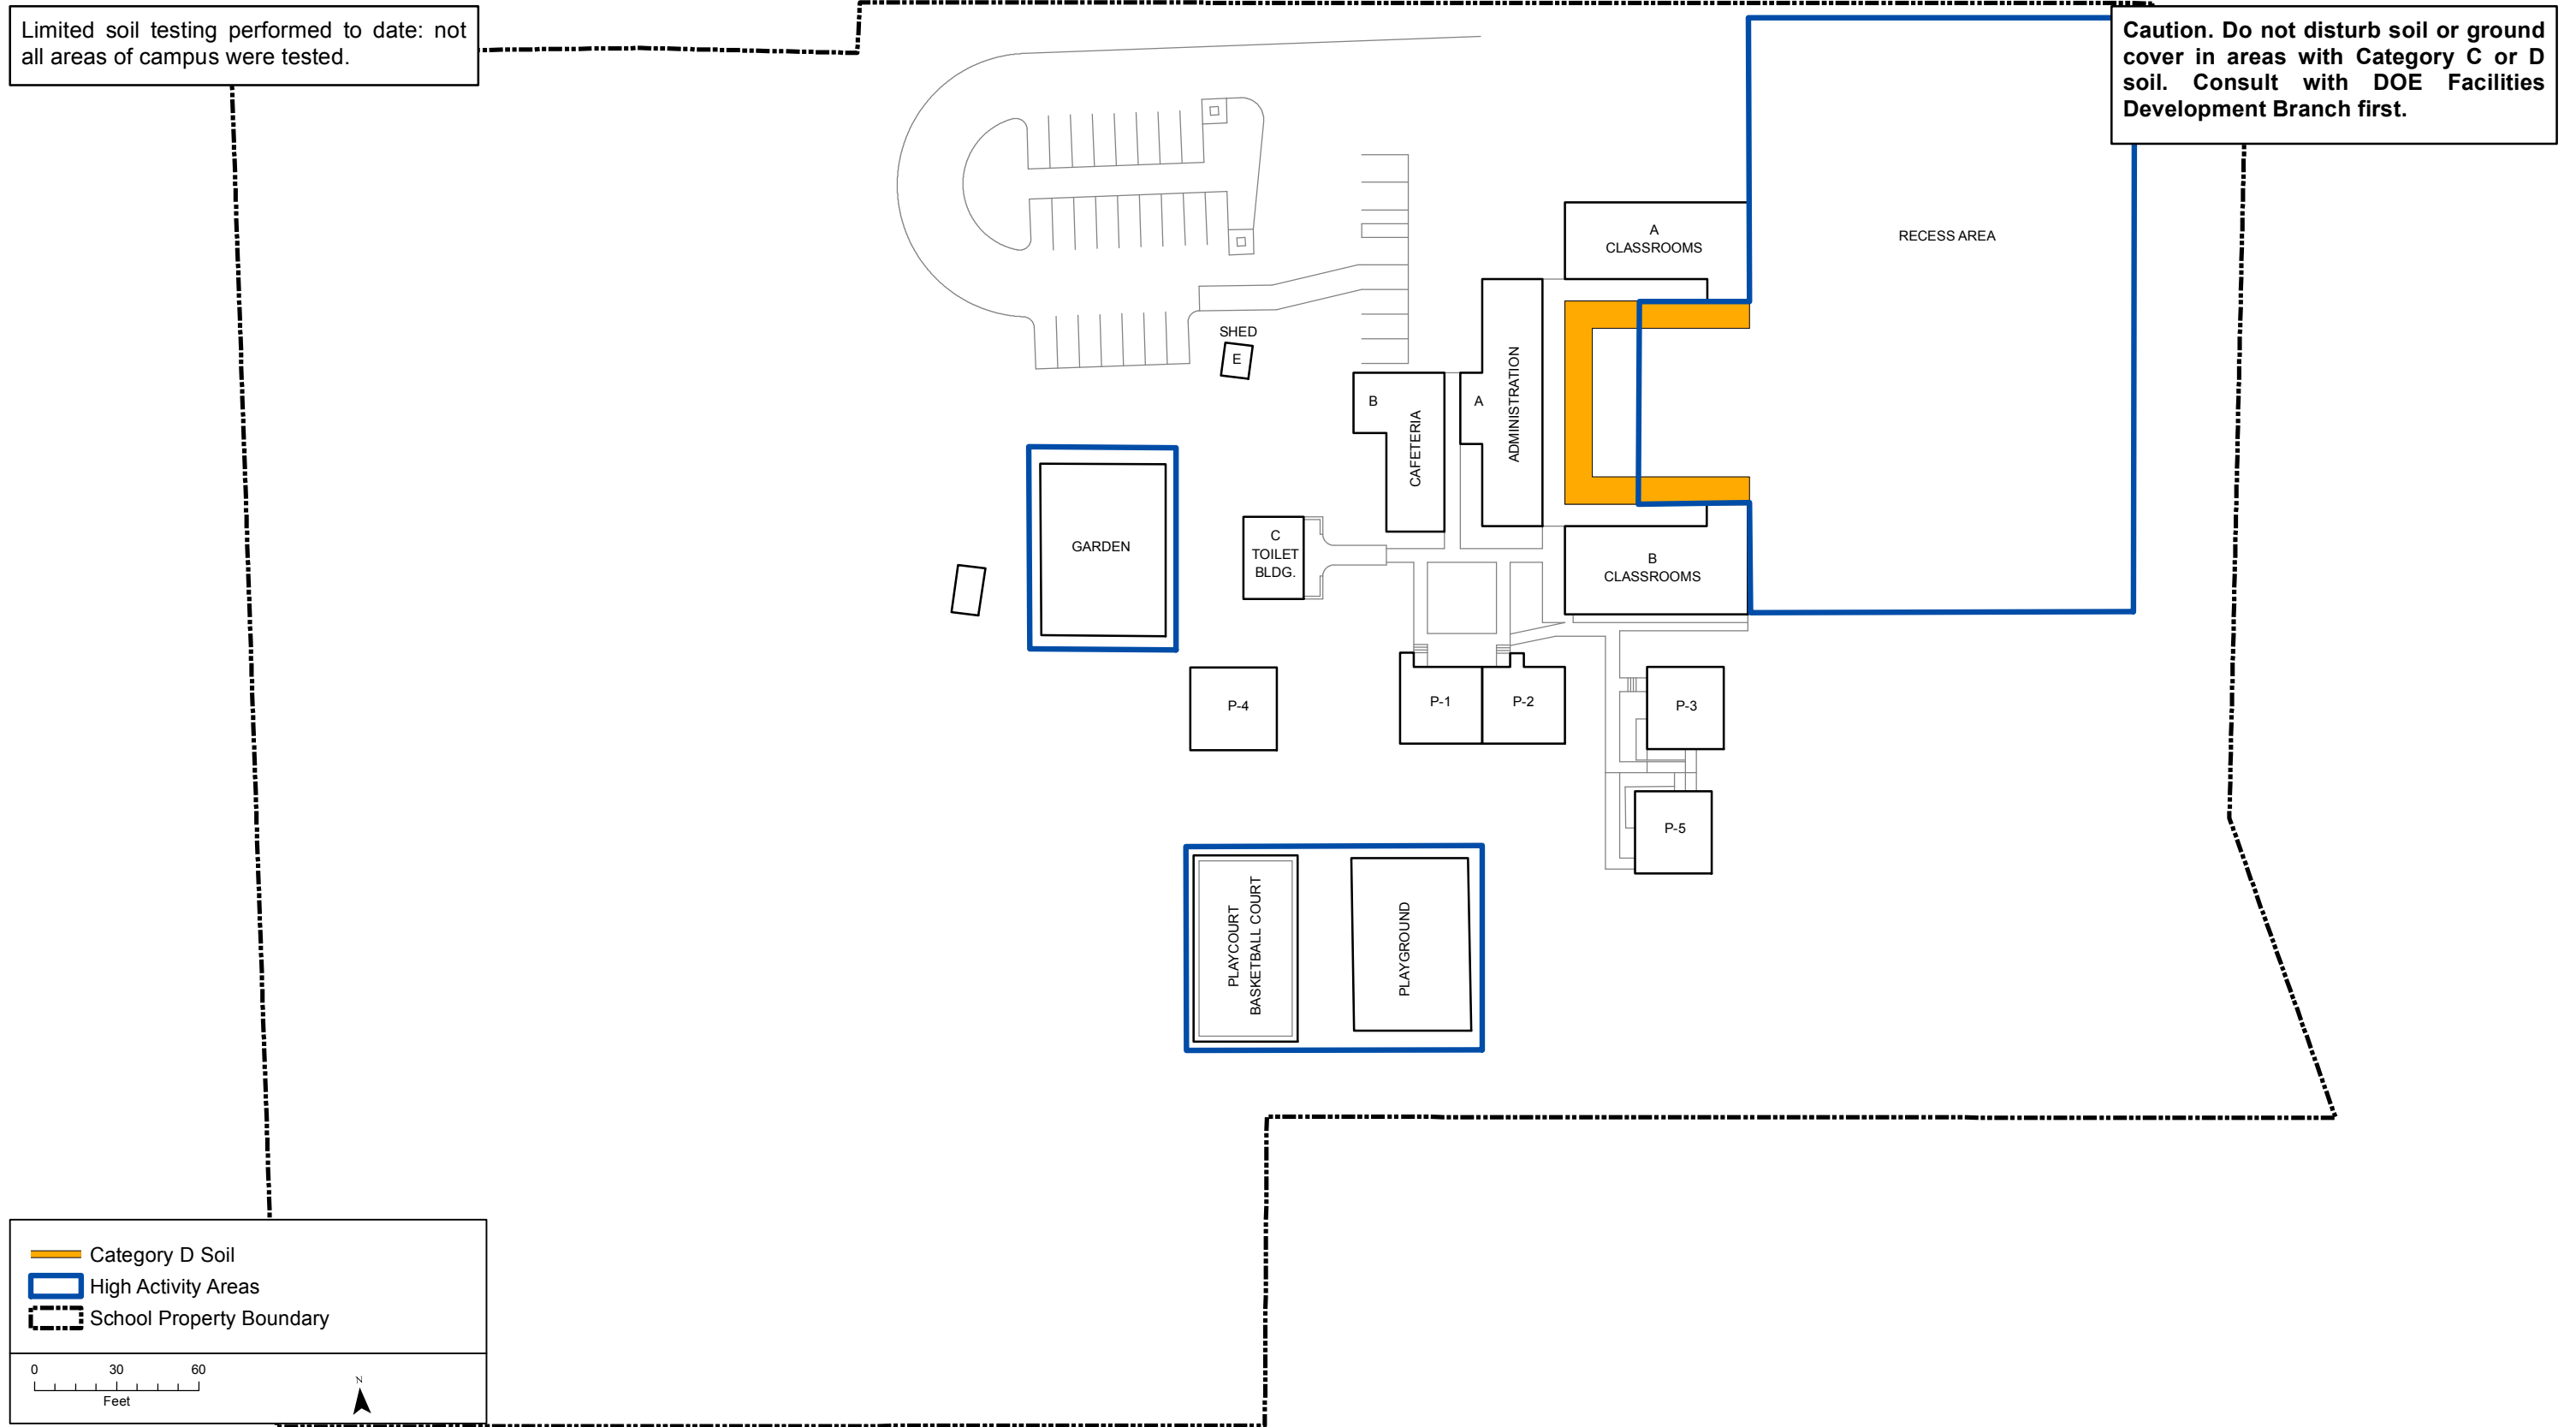 Limited soil testing performed to date: not
all areas of campus were tested.
Caution. Do not disturb soil or ground
cover in areas with Category C or D
soil. Consult with DOE Facilities
Development Branch first.
A
CLASSROOMS
RECESS AREA
SHED
E
B
CAFETERIA
A
ADMINISTRATION
GARDEN
C
TOILET
BLDG.
B
CLASSROOMS
P-4
P-1
P-2
P-3
P-5
PLAYCOURT
BASKETBALL COURT
PLAYGROUND
Category D Soil
High Activity Areas
School Property Boundary
0 30 60
Feet
N